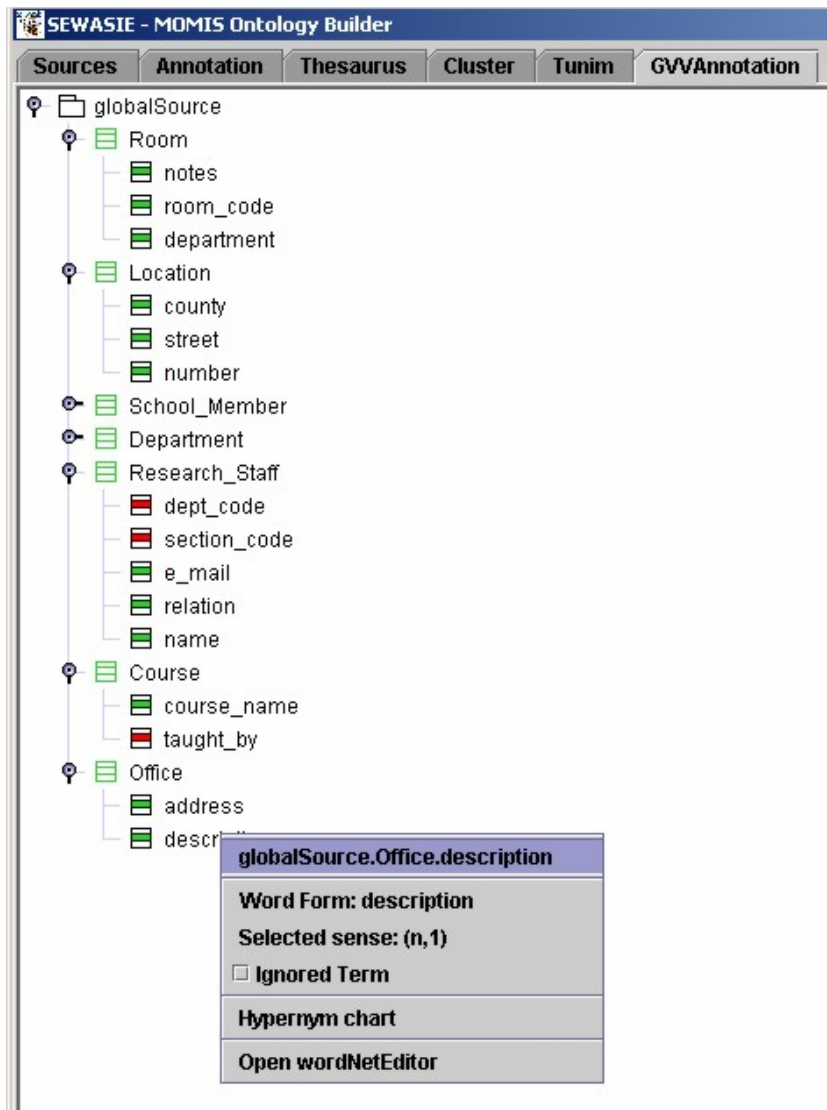 SEWASIE - MOMIS Ontology Builder
Sources Annotation Thesaurus Cluster Tunim GVVAnnotation
globalSource
Room
notes
room_code
department
Location
county
street
number
School_Member
Department
Research_Staff
dept_code
section_code
e_mail
relation
name
Course
course_name
taught_by
Office
address
descripti
globalSource.Office.description
Word Form: description
Selected sense: (n,1)
Ignored Term
Hypernym chart
Open wordNetEditor